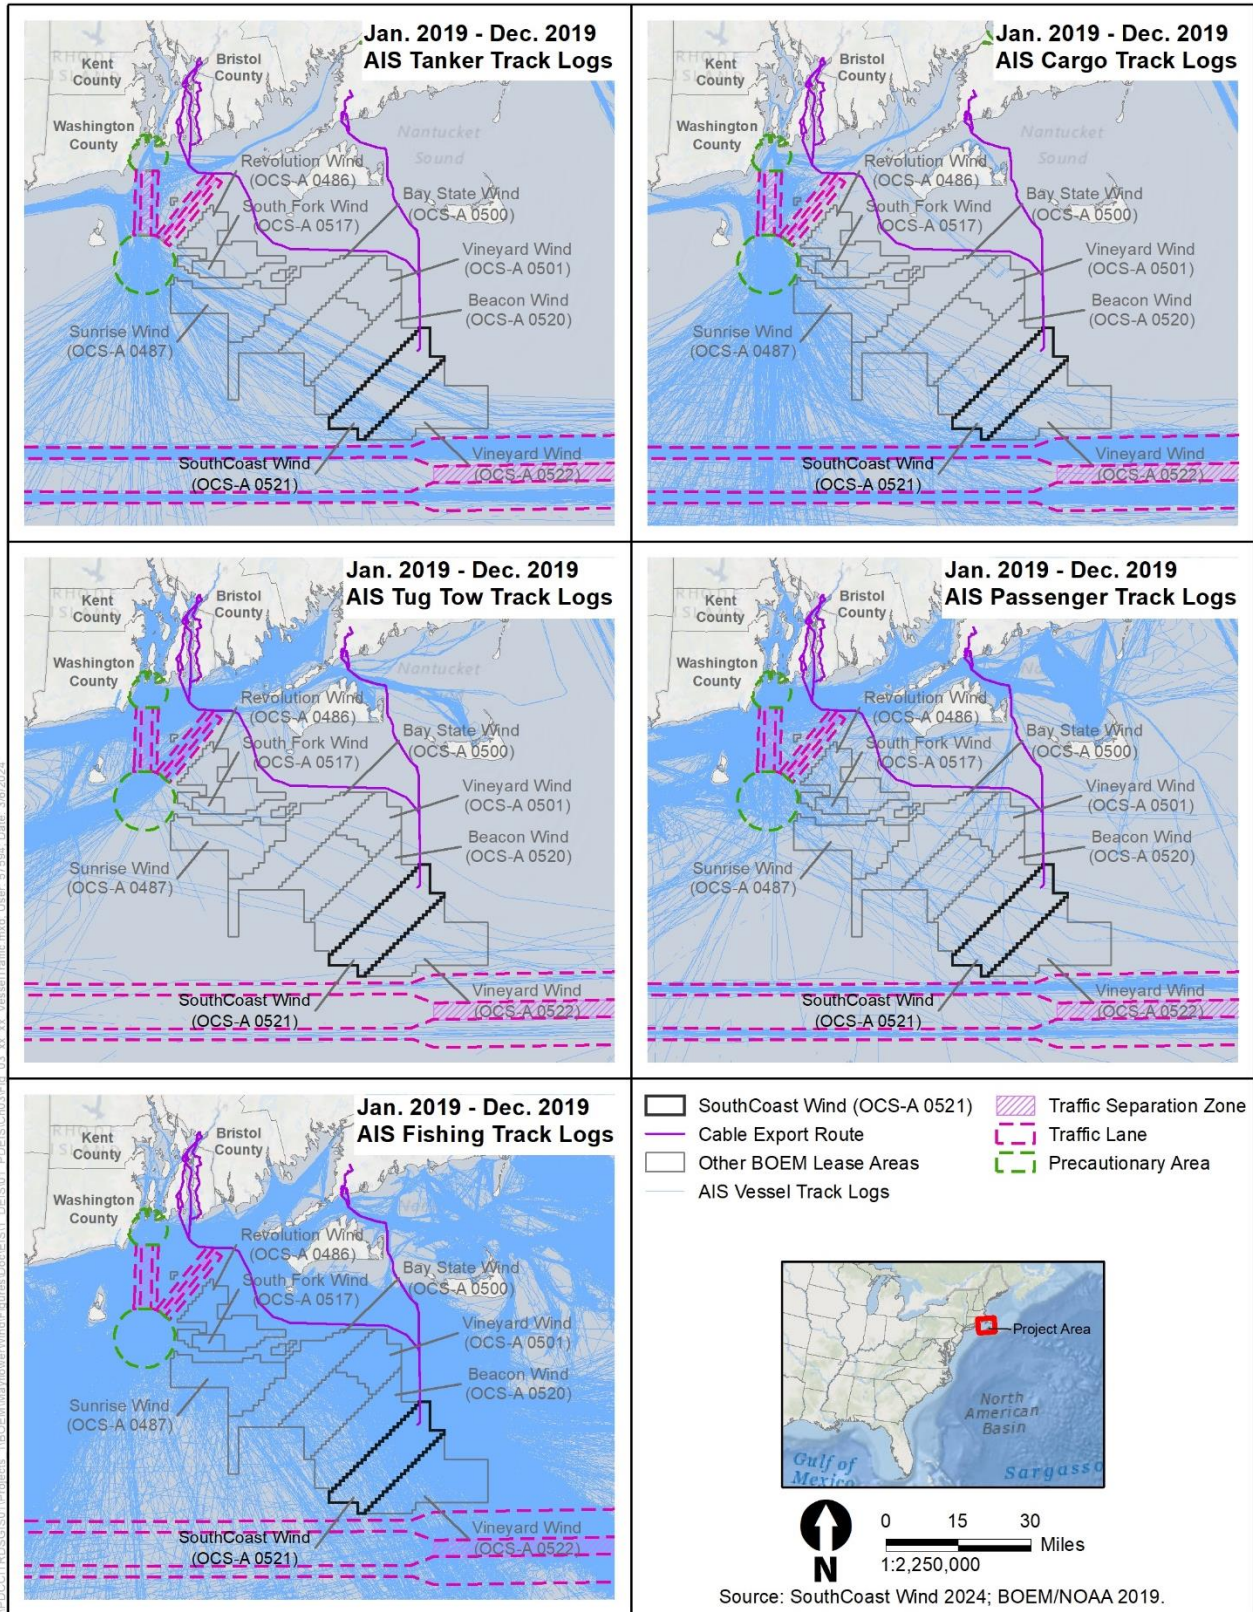 Jan. 2019 - Dec. 2019
AIS Tanker Track Logs
RHODE
ISLAND
Kent
County
Bristol
County
Washington
County
Nantucket
Sound
Revolution Wind
(OCS-A 0486)
Bay State Wind
(OCS-A 0500)
South Fork Wind
(OCS-A 0517)
Vineyard Wind
(OCS-A 0501)
Beacon Wind
(OCS-A 0520)
Sunrise Wind
(OCS-A 0487)
SouthCoast Wind
(OCS-A 0521)
Vineyard Wind
(OCS-A 0522)
Jan. 2019 - Dec. 2019
AIS Cargo Track Logs
RHODE
ISLAND
Kent
County
Bristol
County
Washington
County
Nantucket
Sound
Revolution Wind
(OCS-A 0486)
Bay State Wind
(OCS-A 0500)
South Fork Wind
(OCS-A 0517)
Vineyard Wind
(OCS-A 0501)
Beacon Wind
(OCS-A 0520)
Sunrise Wind
(OCS-A 0487)
SouthCoast Wind
(OCS-A 0521)
Vineyard Wind
(OCS-A 0522)
Jan. 2019 - Dec. 2019
AIS Tug Tow Track Logs
Kent
County
Bristol
County
Washington
County
Nantucket
Revolution Wind
(OCS-A 0486)
Bay State Wind
(OCS-A 0500)
South Fork Wind
(OCS-A 0517)
Vineyard Wind
(OCS-A 0501)
Beacon Wind
(OCS-A 0520)
Sunrise Wind
(OCS-A 0487)
SouthCoast Wind
(OCS-A 0521)
Vineyard Wind
(OCS-A 0522)
Jan. 2019 - Dec. 2019
AIS Passenger Track Logs
Kent
County
Bristol
County
Washington
County
Revolution Wind
(OCS-A 0486)
Bay State Wind
(OCS-A 0500)
South Fork Wind
(OCS-A 0517)
Vineyard Wind
(OCS-A 0501)
Beacon Wind
(OCS-A 0520)
Sunrise Wind
(OCS-A 0487)
SouthCoast Wind
(OCS-A 0521)
Vineyard Wind
(OCS-A 0522)
Jan. 2019 - Dec. 2019
AIS Fishing Track Logs
Kent
County
Bristol
County
Washington
County
Revolution Wind
(OCS-A 0486)
Bay State Wind
(OCS-A 0500)
South Fork Wind
(OCS-A 0517)
Vineyard Wind
(OCS-A 0501)
Beacon Wind
(OCS-A 0520)
Sunrise Wind
(OCS-A 0487)
SouthCoast Wind
(OCS-A 0521)
Vineyard Wind
(OCS-A 0522)
SouthCoast Wind (OCS-A 0521)
Cable Export Route
Other BOEM Lease Areas
AIS Vessel Track Logs
Traffic Separation Zone
Traffic Lane
Precautionary Area
Project Area
North
American
Basin
Gulf of
Mexico
Sargasso
N
0 15 30
Miles
1:2,250,000
Source: SouthCoast Wind 2024; BOEM/NOAA 2019.